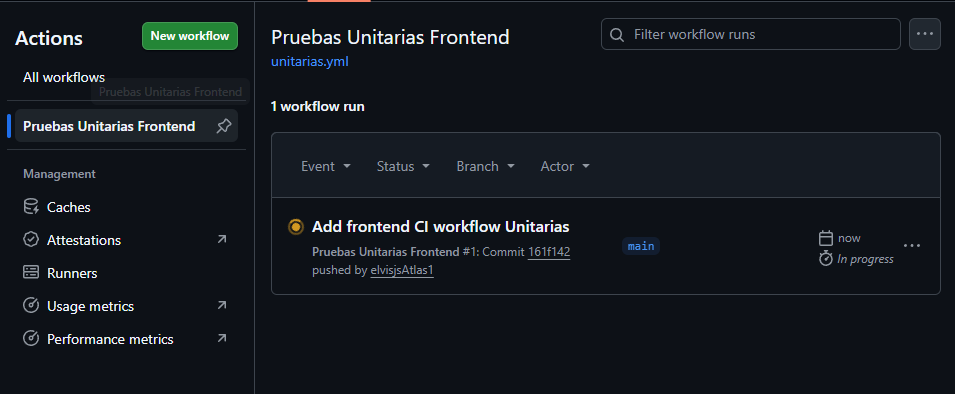 Actions
New workflow
All workflows
Pruebas Unitarias Frontend
Pruebas Unitarias Frontend
Management
Caches
Attestations
Runners
Usage metrics
Performance metrics
Pruebas Unitarias Frontend
unitarias.yml
Filter workflow runs
1 workflow run
Event Status Branch Actor
Add frontend CI workflow Unitarias
Pruebas Unitarias Frontend #1: Commit 161f142
pushed by elvisjsAtlas1
main
now
In progress